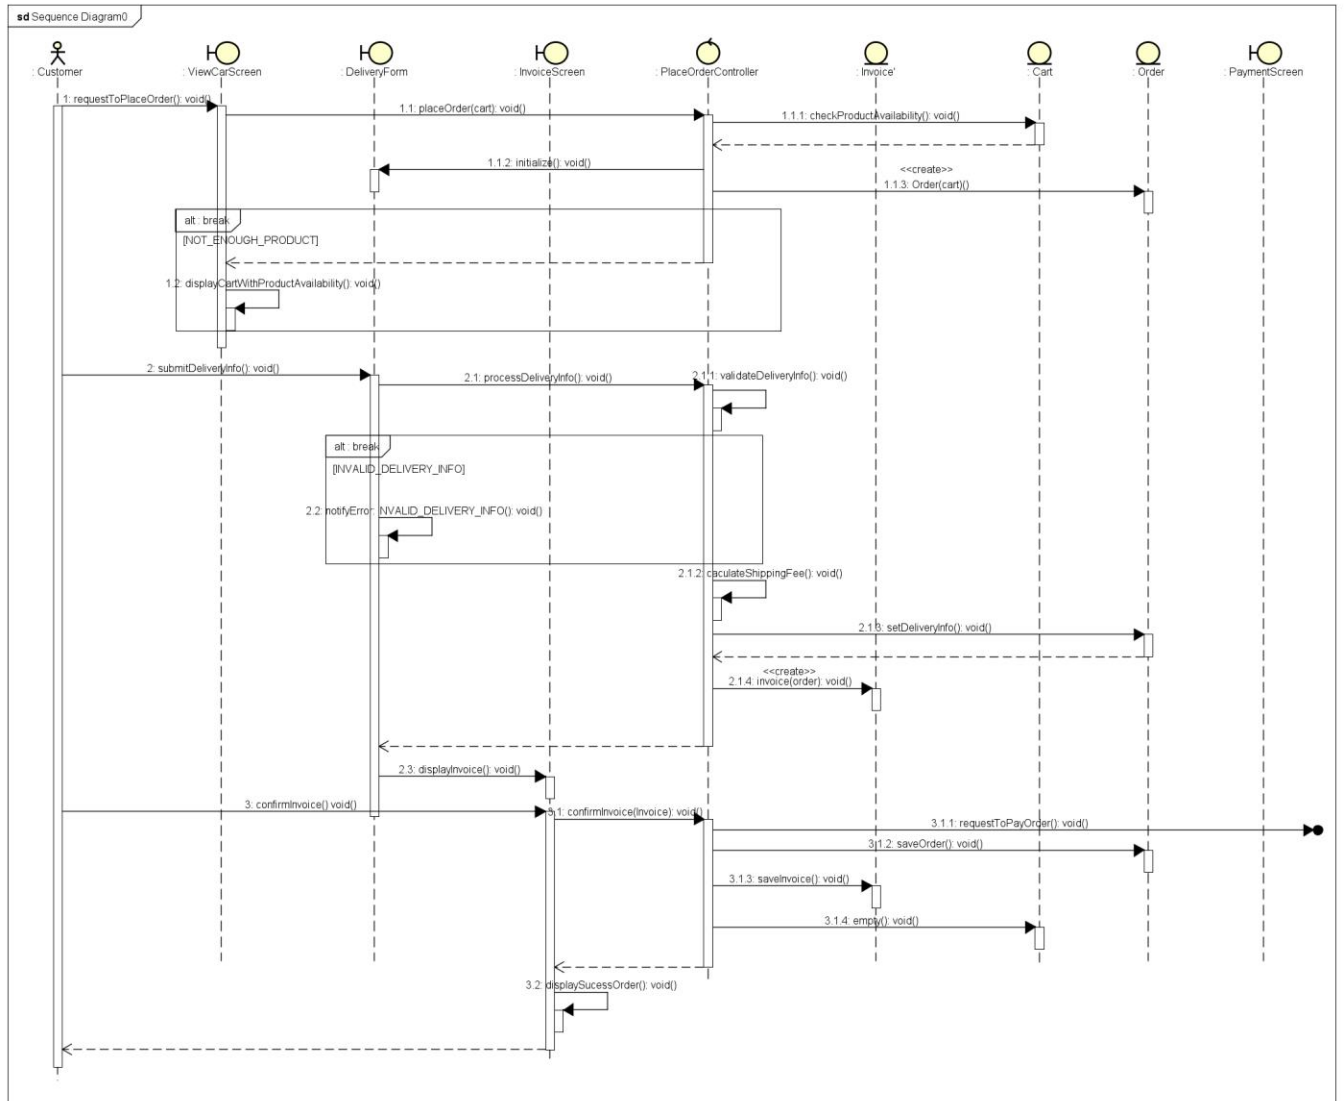 sd Sequence Diagram0
: Customer
: ViewCarScreen
: DeliveryForm
: InvoiceScreen
: PlaceOrderController
: Invoice'
: Cart
: Order
: PaymentScreen
1: requestToPlaceOrder(): void()
1.1: placeOrder(cart): void()
1.1.1: checkProductAvailability(): void()
1.1.2: initialize(): void()
<<create>>
1.1.3: Order(cart)()
alt : break
[NOT_ENOUGH_PRODUCT]
1.2: displayCartWithProductAvailability(): void()
2: submitDeliveryInfo(): void()
2.1: processDeliveryInfo(): void()
2.1.1: validateDeliveryInfo(): void()
alt : break
[INVALID_DELIVERY_INFO]
2.2: notifyError: INVALID_DELIVERY_INFO(): void()
2.1.2: caculateShippingFee(): void()
2.1.3: setDeliveryInfo(): void()
<<create>>
2.1.4: invoice(order): void()
2.3: displayInvoice(): void()
3: confirmInvoice() void()
3.1: confirmInvoice(Invoice): void()
3.1.1: requestToPayOrder(): void()
3.1.2: saveOrder(): void()
3.1.3: saveInvoice(): void()
3.1.4: empty(): void()
3.2: displaySucessOrder(): void()